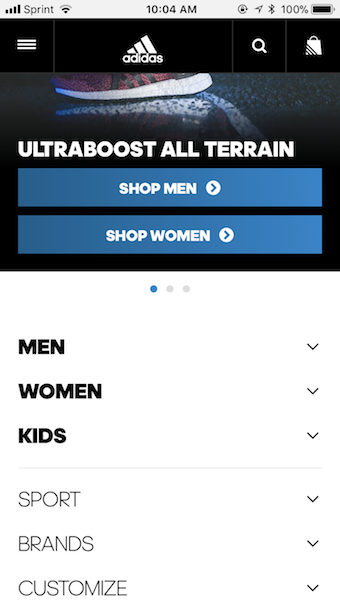 Sprint 10:04 AM 100%
adidas
ULTRABOOST ALL TERRAIN
SHOP MEN
SHOP WOMEN
MEN
WOMEN
KIDS
SPORT
BRANDS
CUSTOMIZE